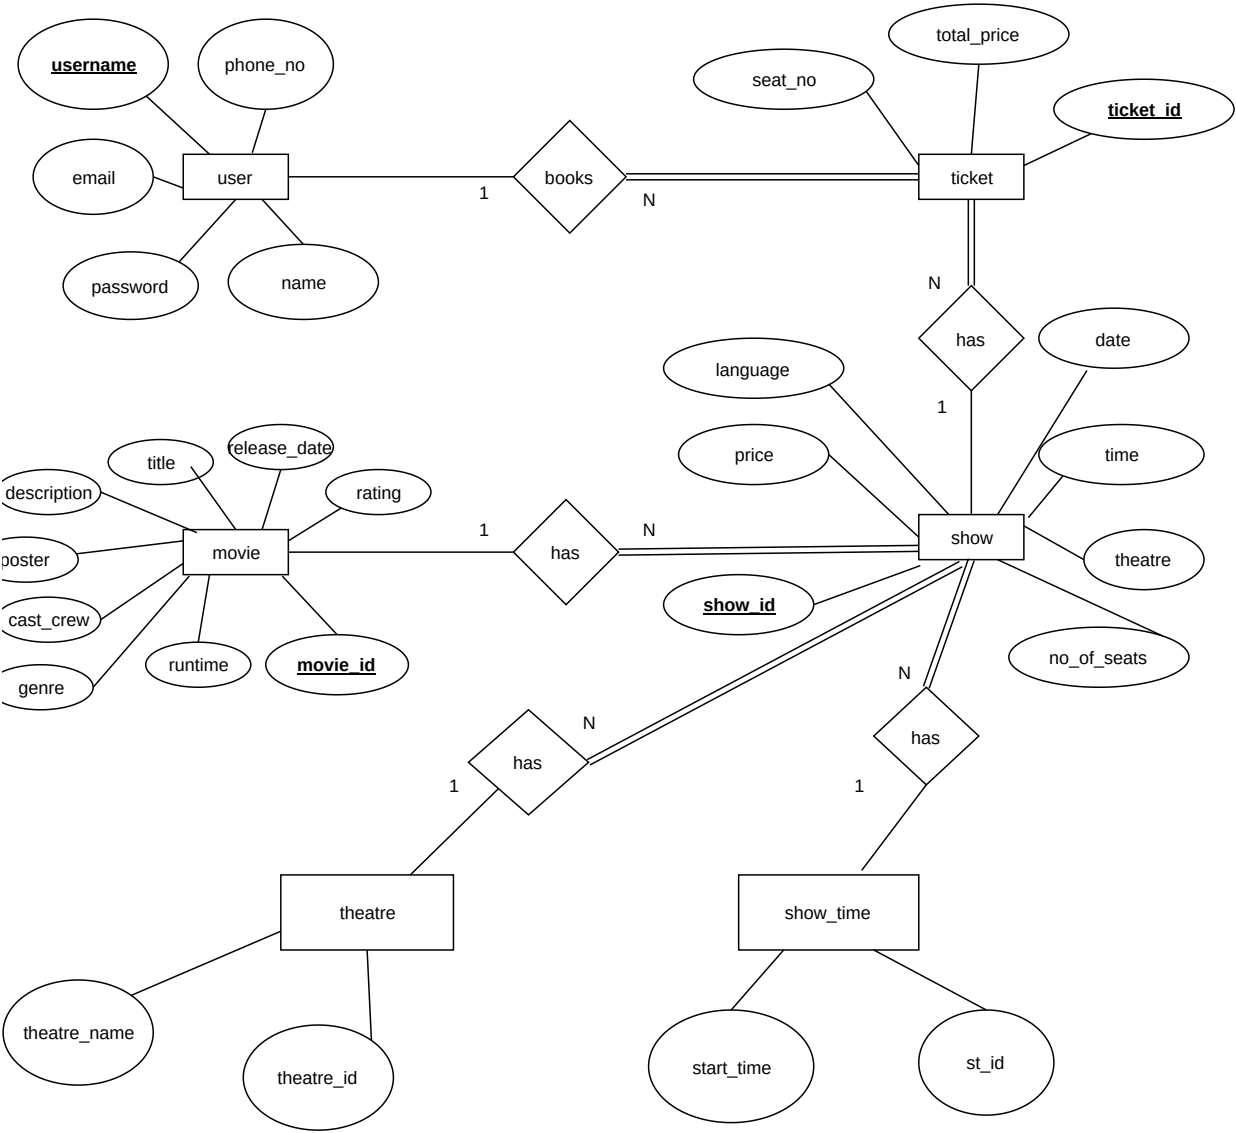 total_price
username
phone_no
seat_no
ticket_id
email
user
books
ticket
1
N
password
name
N
has
date
language
1
title
release_date
price
time
description
rating
1
N
show
poster
movie
has
theatre
cast_crew
show_id
runtime
movie_id
no_of_seats
genre
N
N
has
has
1
1
theatre
show_time
theatre_name
theatre_id
start_time
st_id